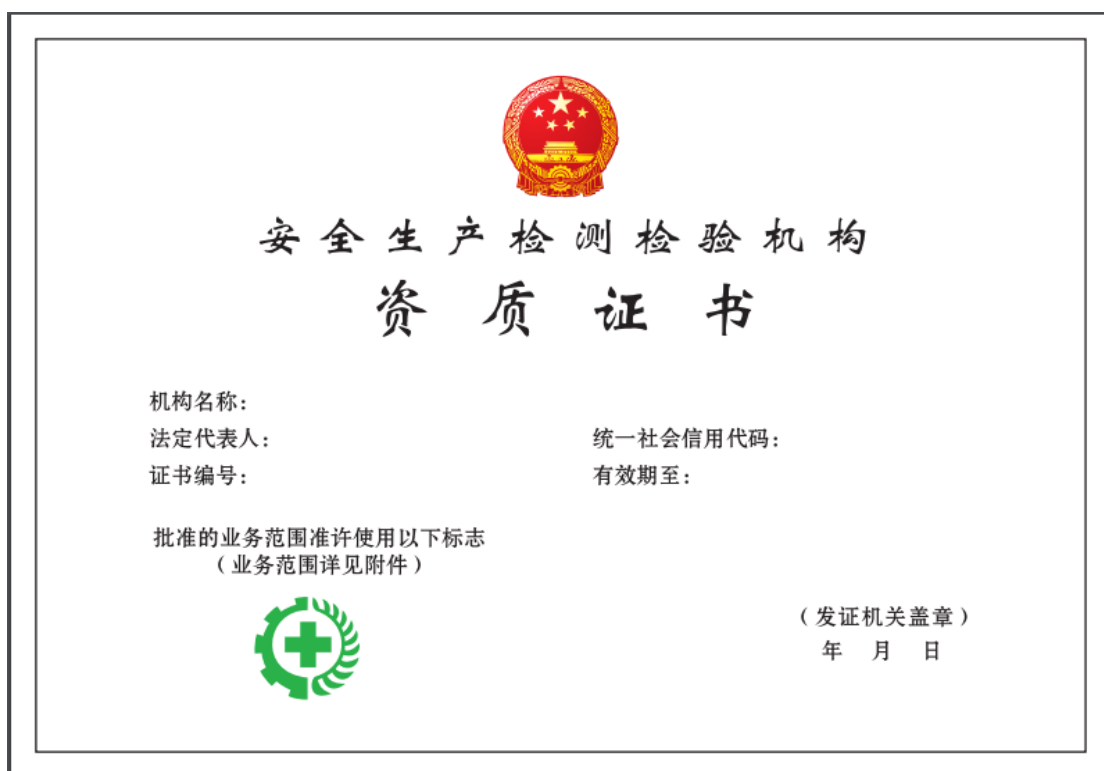 安全生产检测检验机构
资质证书
机构名称：
法定代表人： 统一社会信用代码：
证书编号： 有效期至：
批准的业务范围准许使用以下标志
（业务范围详见附件）
（发证机关盖章）
年 月 日